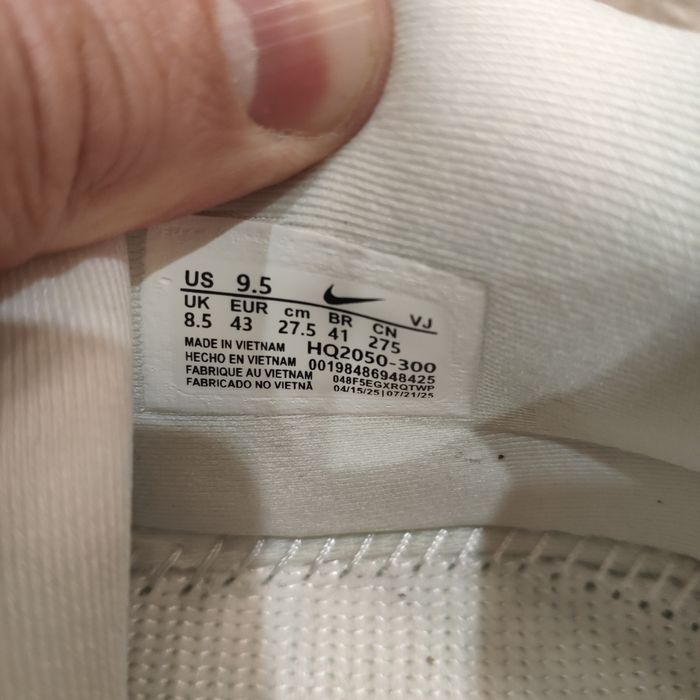 US 9.5
UK EUR cm BR CN VJ
8.5 43 27.5 41 275
MADE IN VIETNAM HQ2050-300
HECHO EN VIETNAM 00198486948425
FABRIQUE AU VIETNAM 048F5EGXRQTWP
FABRICADO NO VIETNÃ 04/15/25|07/21/25